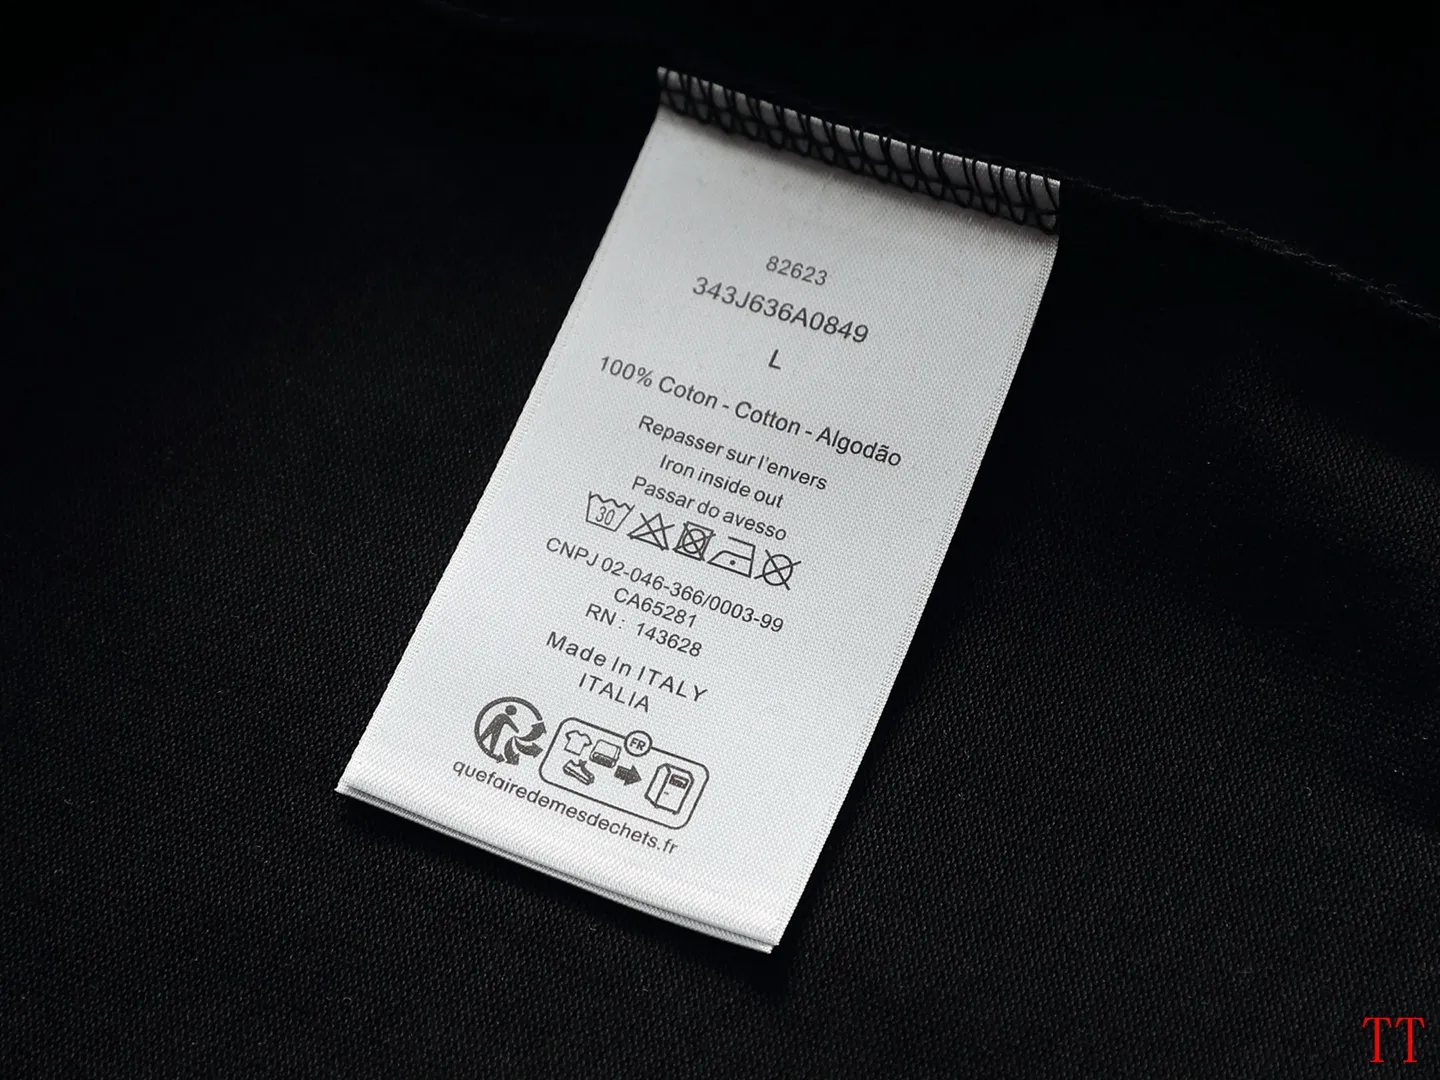 82623
343J636A0849
L
100% Coton - Cotton - Algodão
Repasser sur l'envers
Iron inside out
Passar do avesso
30
CNPJ 02-046-366/0003-99
CA65281
RN : 143628
Made In ITALY
ITALIA
FR
quefairedemesdechets.fr
TT